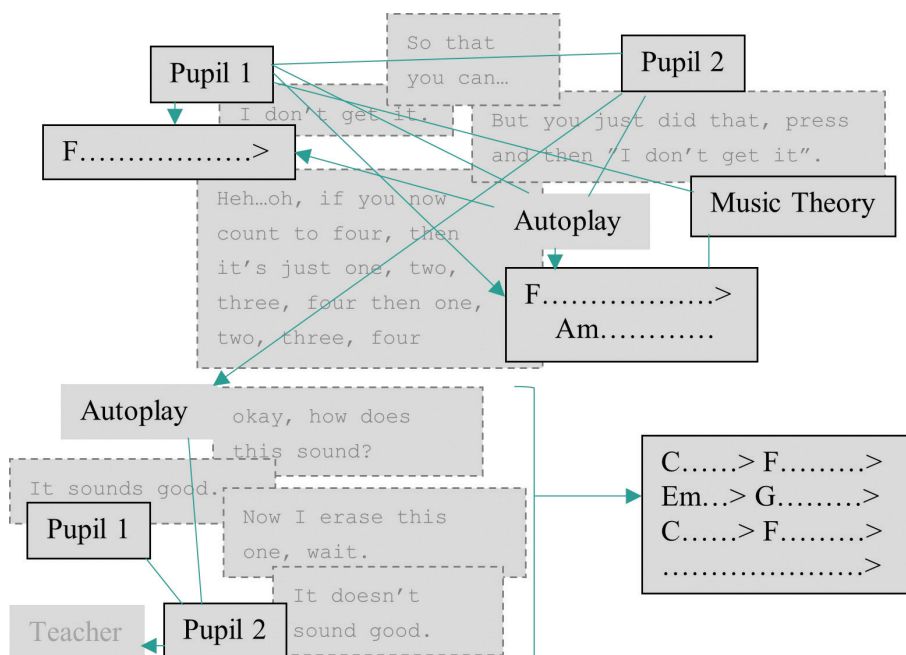 So that
you can…
Pupil 1
Pupil 2
I don't get it.
But you just did that, press
and then ”I don't get it”.
F………………>
Heh…oh, if you now
count to four, then
it's just one, two,
three, four then one,
two, three, four
Music Theory
Autoplay
F………………..>
Am…………
Autoplay
okay, how does
this sound?
It sounds good.
Pupil 1
Now I erase this
one, wait.
C……> F………>
Em…> G………>
C……> F………>
……………………>
It doesn't
sound good.
Teacher
Pupil 2